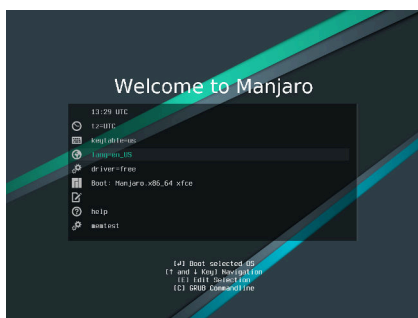 Welcome to Manjaro
13:29 UTC
tz=UTC
keytable=us
lang=en_US
driver=free
Boot: Manjaro.x86_64 xfce
help
memtest
[↲] Boot selected OS
[↑ and ↓ Key] Navigation
[E] Edit Selection
[C] GRUB Commandline